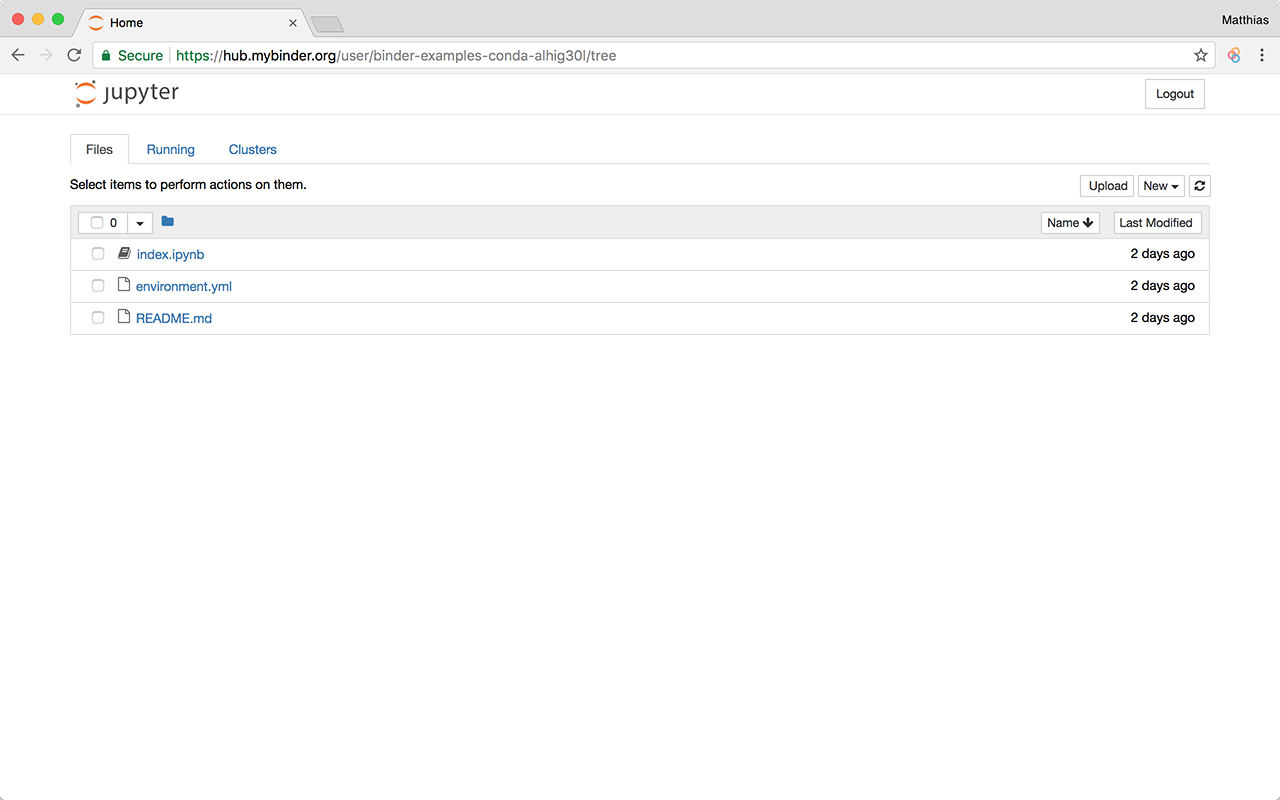 Home
Matthias
Secure https://hub.mybinder.org/user/binder-examples-conda-alhig30l/tree
jupyter
Logout
Files Running Clusters
Select items to perform actions on them.
Upload New
0 Name Last Modified
index.ipynb 2 days ago
environment.yml 2 days ago
README.md 2 days ago